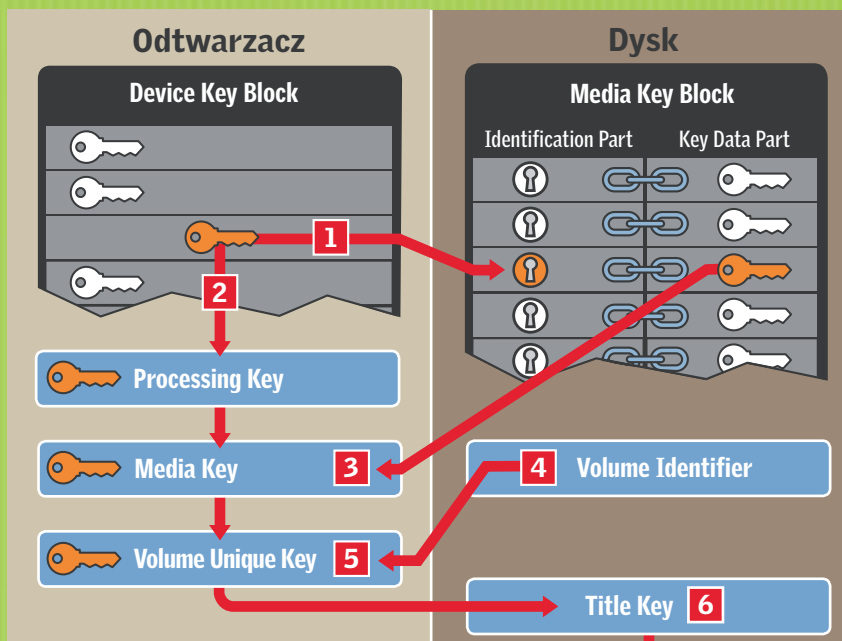 Odtwarzacz
Dysk
Device Key Block
Media Key Block
Identification Part
Key Data Part
1
2
Processing Key
Media Key
3
4
Volume Identifier
Volume Unique Key
5
Title Key
6